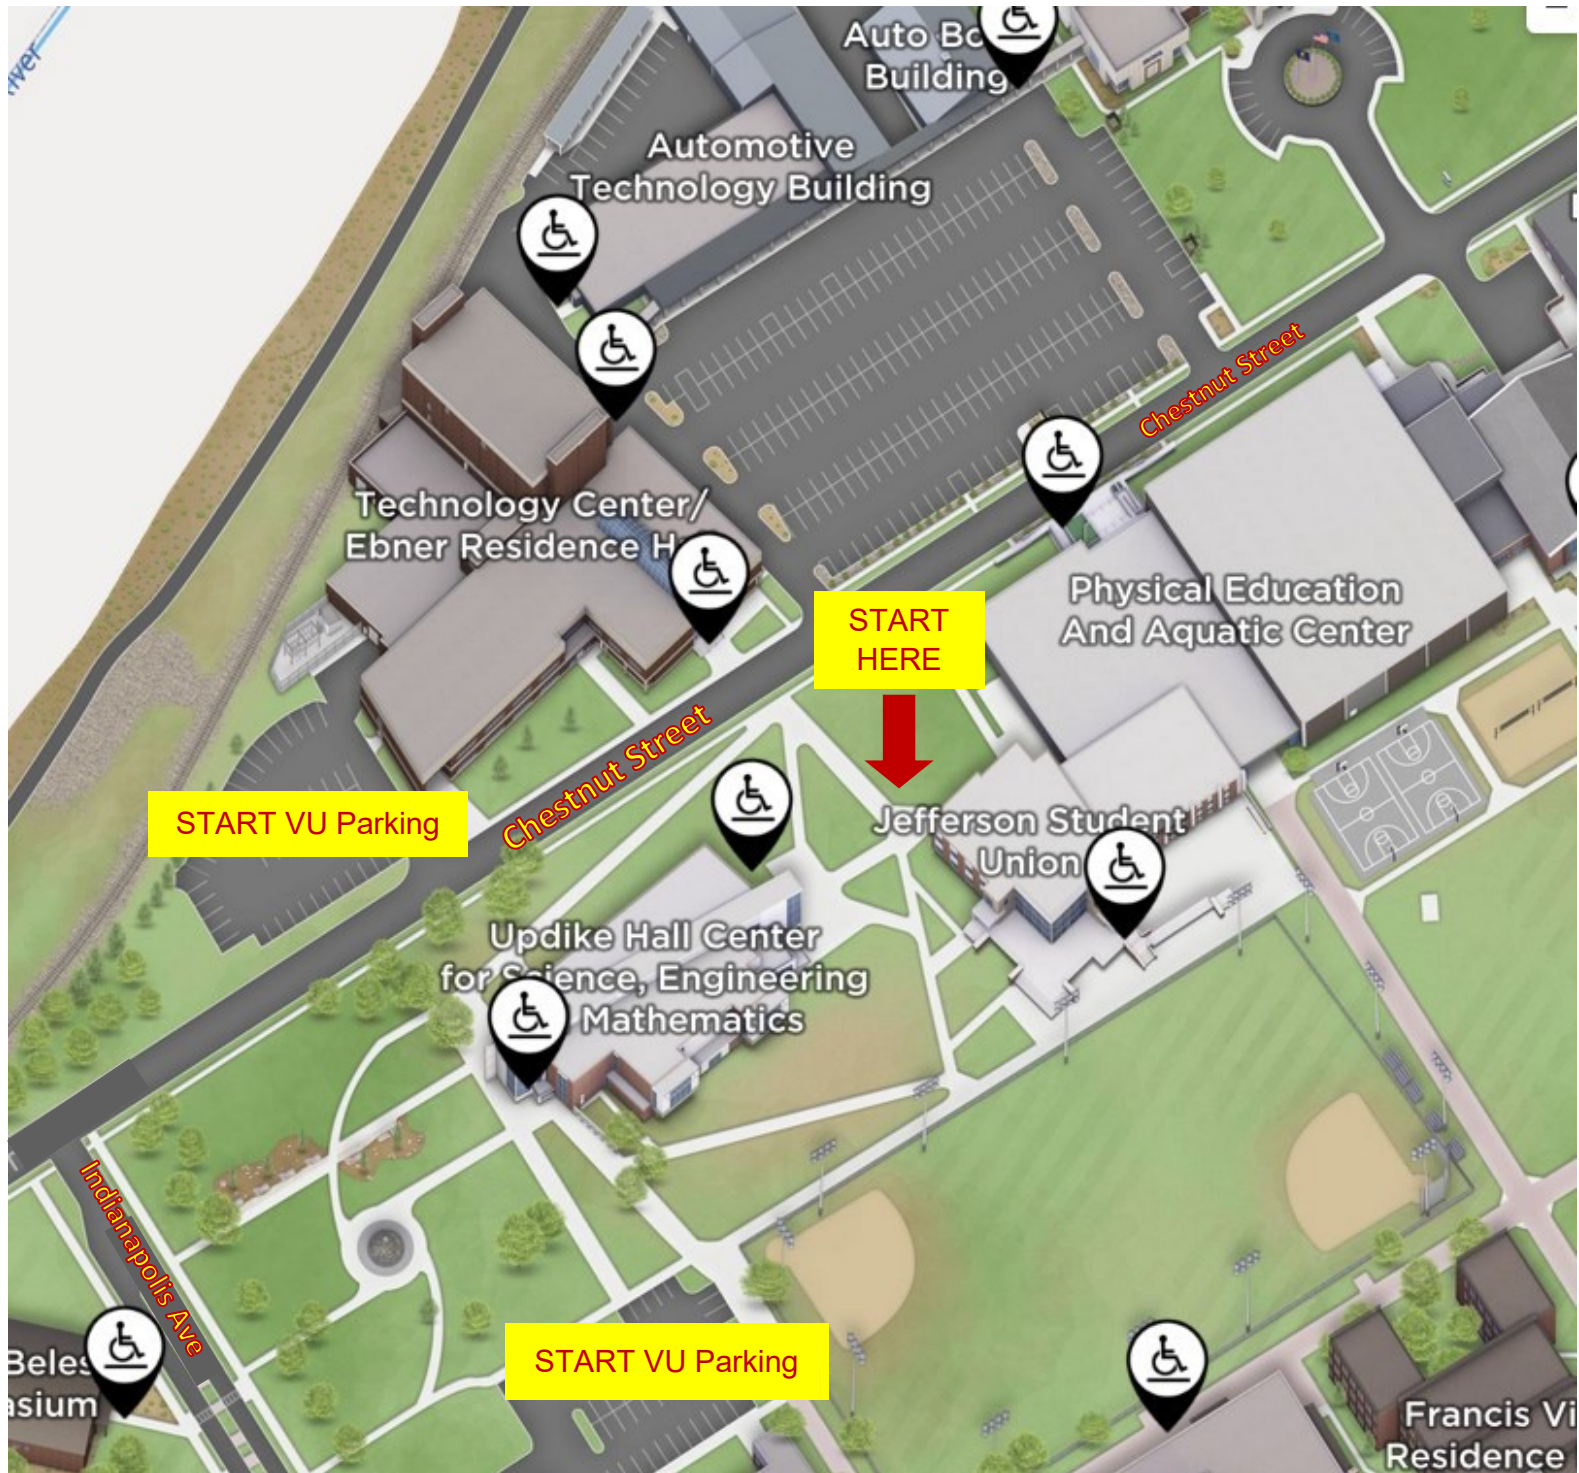 Auto Bo
Building
Automotive
Technology Building
Chestnut Street
Technology Center/
Ebner Residence H
START
HERE
Physical Education
And Aquatic Center
Chestnut Street
START VU Parking
Jefferson Student
Union
Updike Hall Center
for Science, Engineering
Mathematics
Indianapolis Ave
START VU Parking
Beles
asium
Francis Vi
Residence